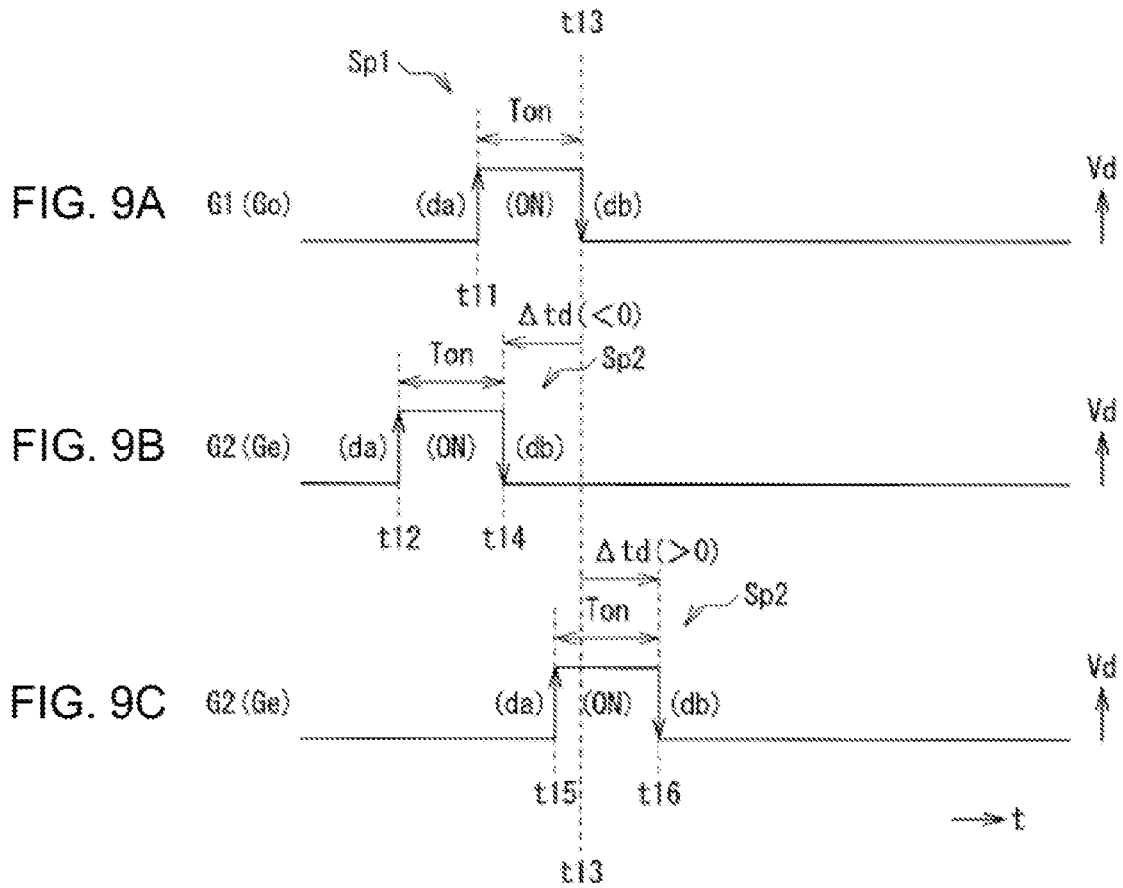 t13
Sp1
Ton
FIG. 9A G1(Go) (da) (ON) (db) Vd
t11
Δtd(<0)
Ton Sp2
FIG. 9B G2(Ge) (da) (ON) (db) Vd
t12 t14
Δtd(>0)
Ton Sp2
FIG. 9C G2(Ge) (da) (ON) (db) Vd
t15 t16
t
t13